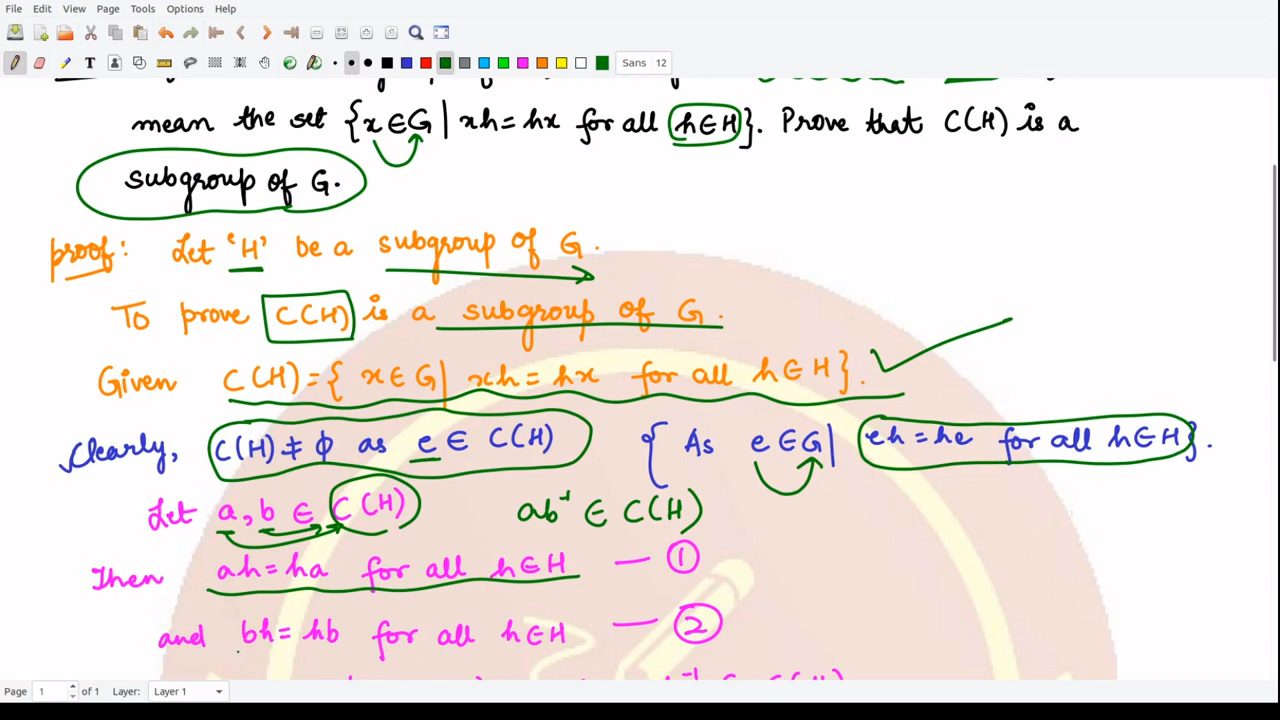 File Edit View Page Tools Options Help
Sans 12
mean the set {x∈G| xh=hx for all h∈H}. Prove that C(H) is a
subgroup of G.
proof: Let 'H' be a subgroup of G.
To prove C(H) is a subgroup of G.
Given C(H)={ x∈G| xh=hx for all h∈H}.
Clearly, C(H)≠ϕ as e∈ C(H) { As e∈G| eh=he for all h∈H}.
Let a,b ∈ C(H) ab⁻¹ ∈ C(H)
Then ah=ha for all h∈H — ①
and bh=hb for all h∈H — ②
Page 1 of 1 Layer: Layer 1